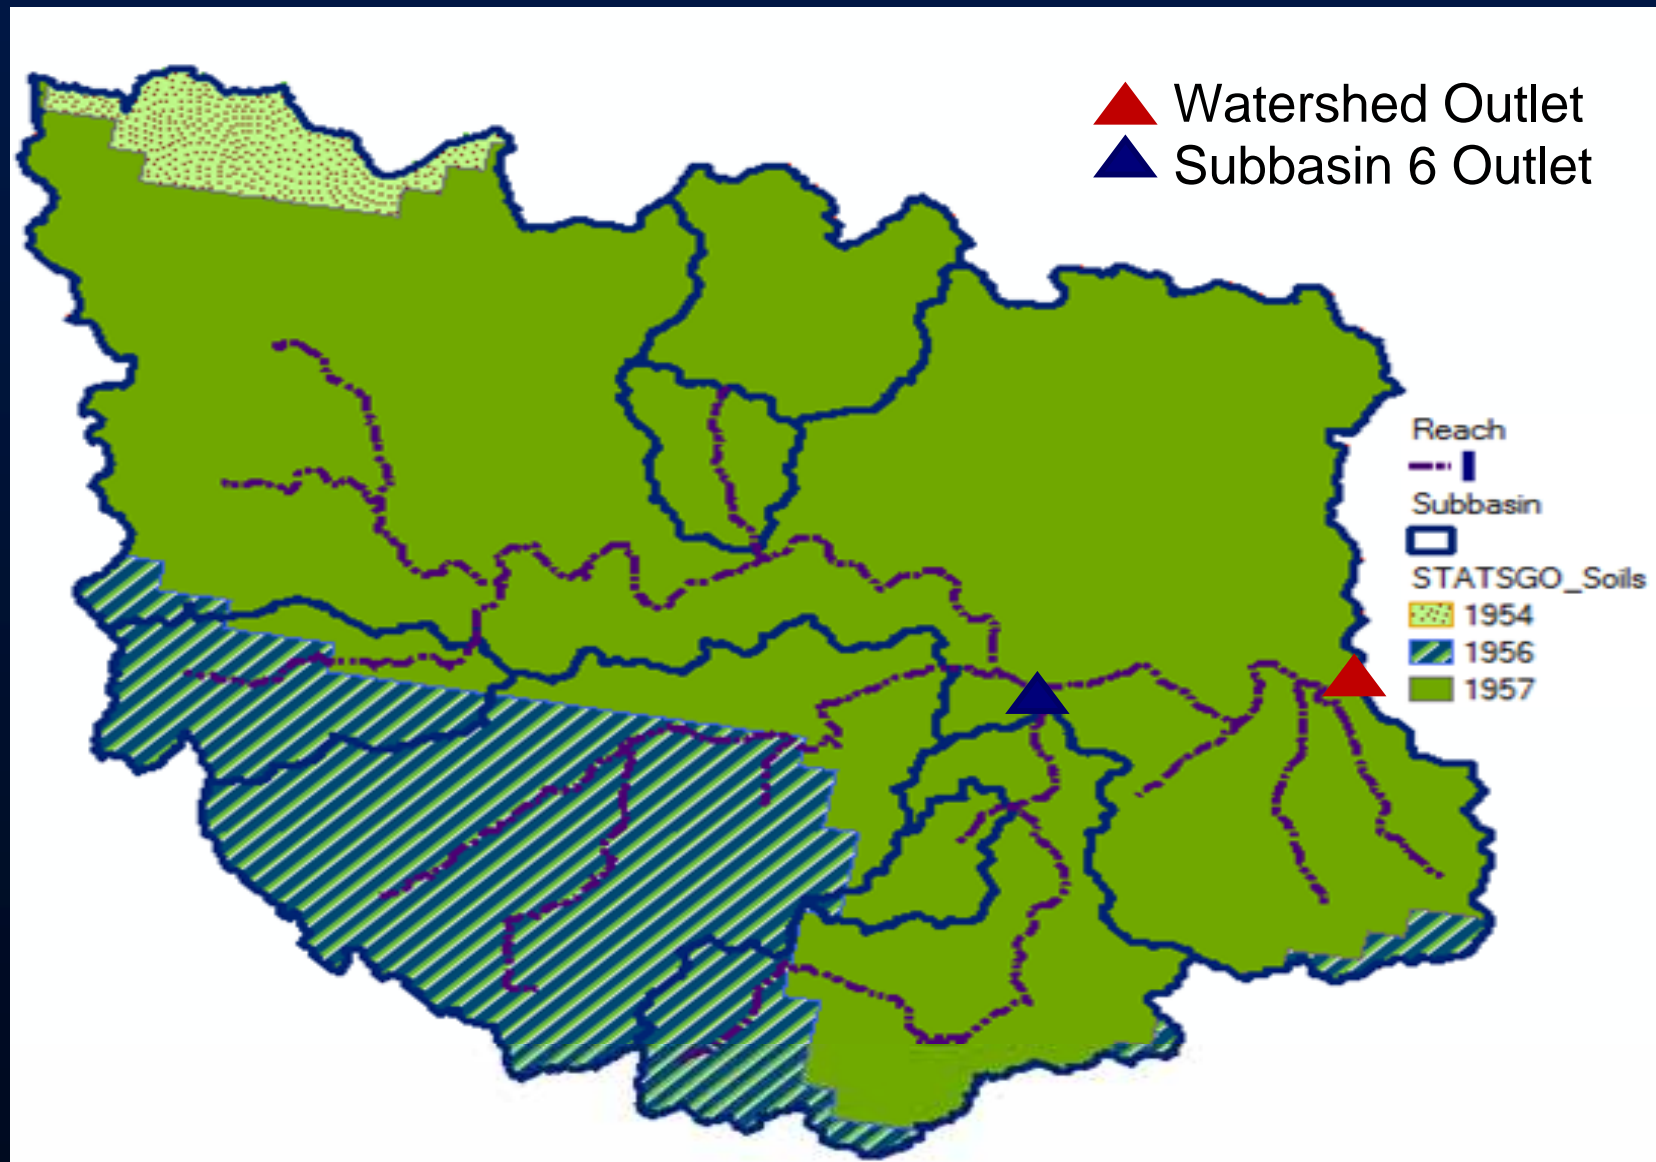 Watershed Outlet
Subbasin 6 Outlet
Reach
Subbasin
STATSGO_Soils
1954
1956
1957